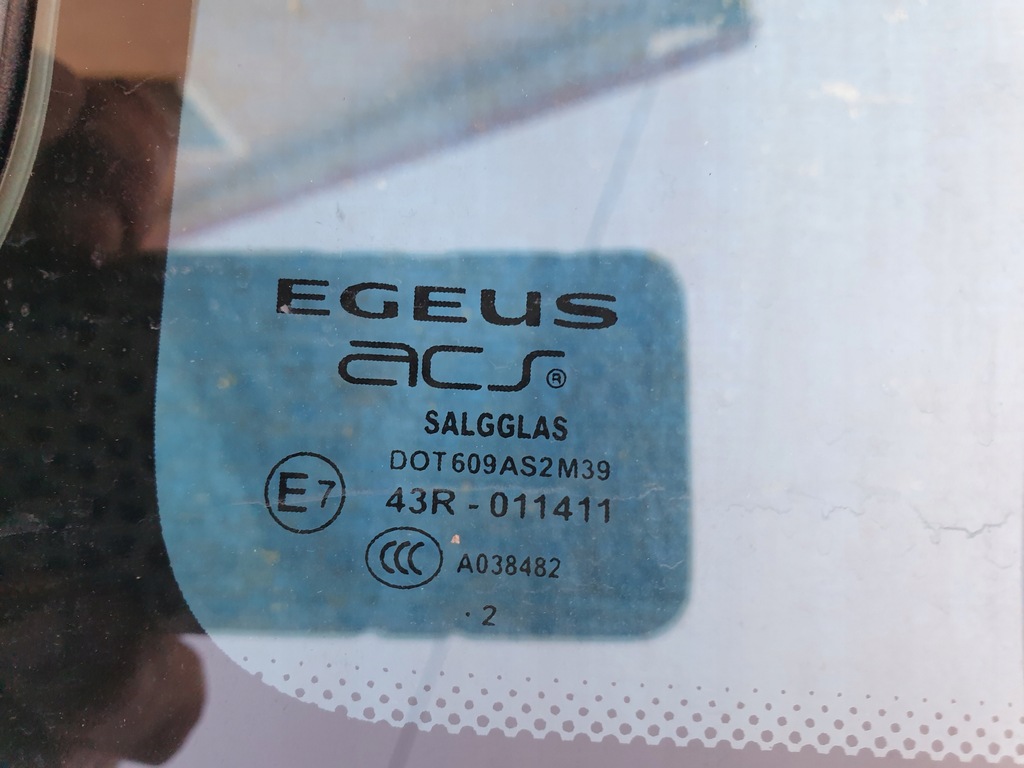 EGEUS
acs®
SALGGLAS
DOT609AS2M39
E7 43R - 011411
CCC A038482
· 2